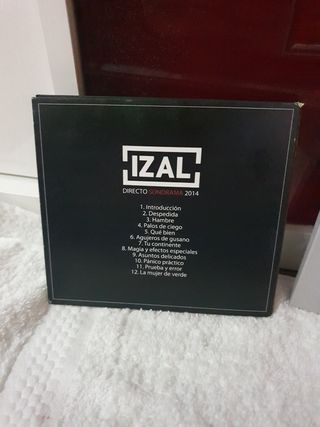 IZAL
DIRECTO SONORAMA 2014
1. Introducción
2. Despedida
3. Hambre
4. Palos de ciego
5. Qué bien
6. Agujeros de gusano
7. Tu continente
8. Magia y efectos especiales
9. Asuntos delicados
10. Pánico práctico
11. Prueba y error
12. La mujer de verde